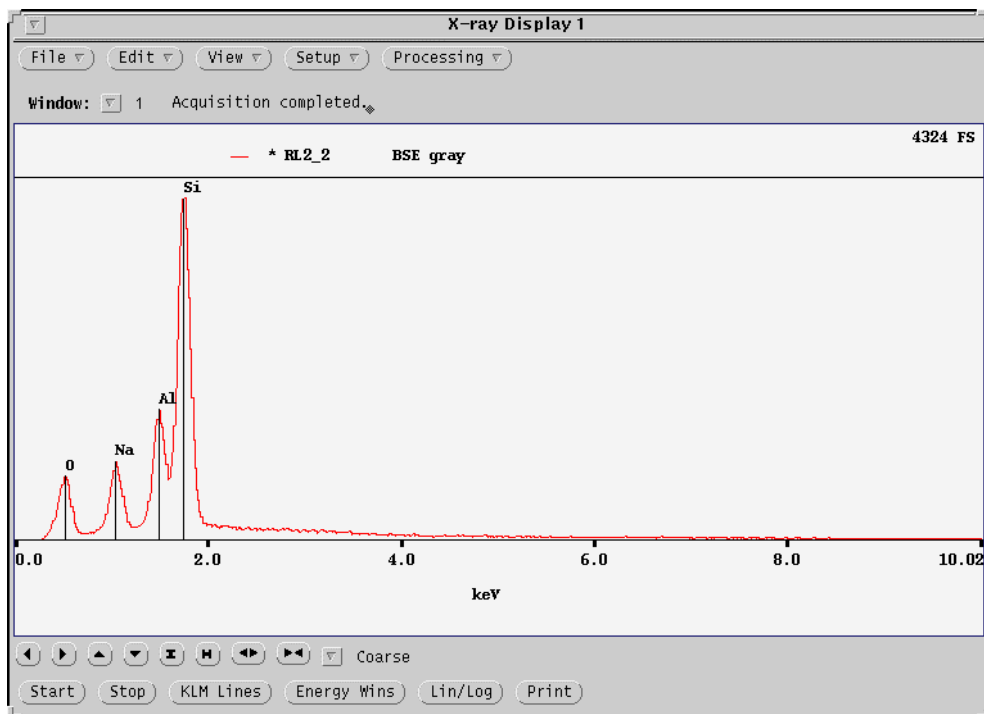 X-ray Display 1
File Edit View Setup Processing
Window: 1 Acquisition completed.
4324 FS
* RL2_2 BSE gray
Si
Al
Na
O
0.0 2.0 4.0 6.0 8.0 10.02
keV
Coarse
Start Stop KLM Lines Energy Wins Lin/Log Print